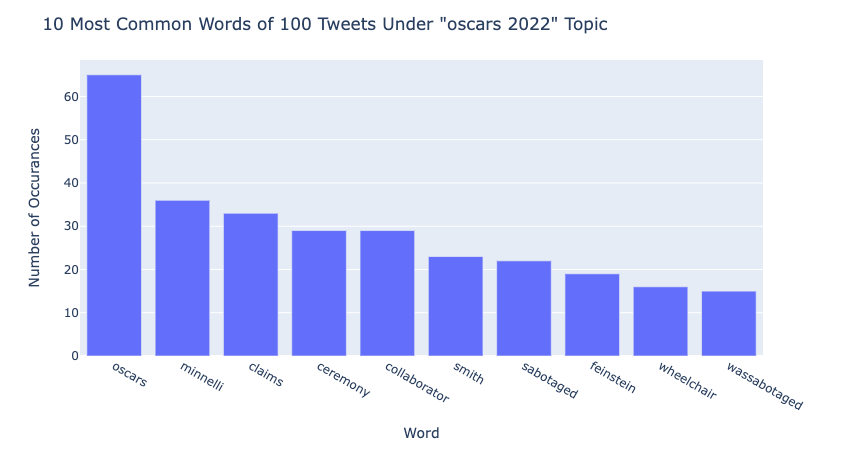 10 Most Common Words of 100 Tweets Under "oscars 2022" Topic
Number of Occurances
60
50
40
30
20
10
0
oscars
minnelli
claims
ceremony
collaborator
smith
sabotaged
feinstein
wheelchair
wassabotaged
Word